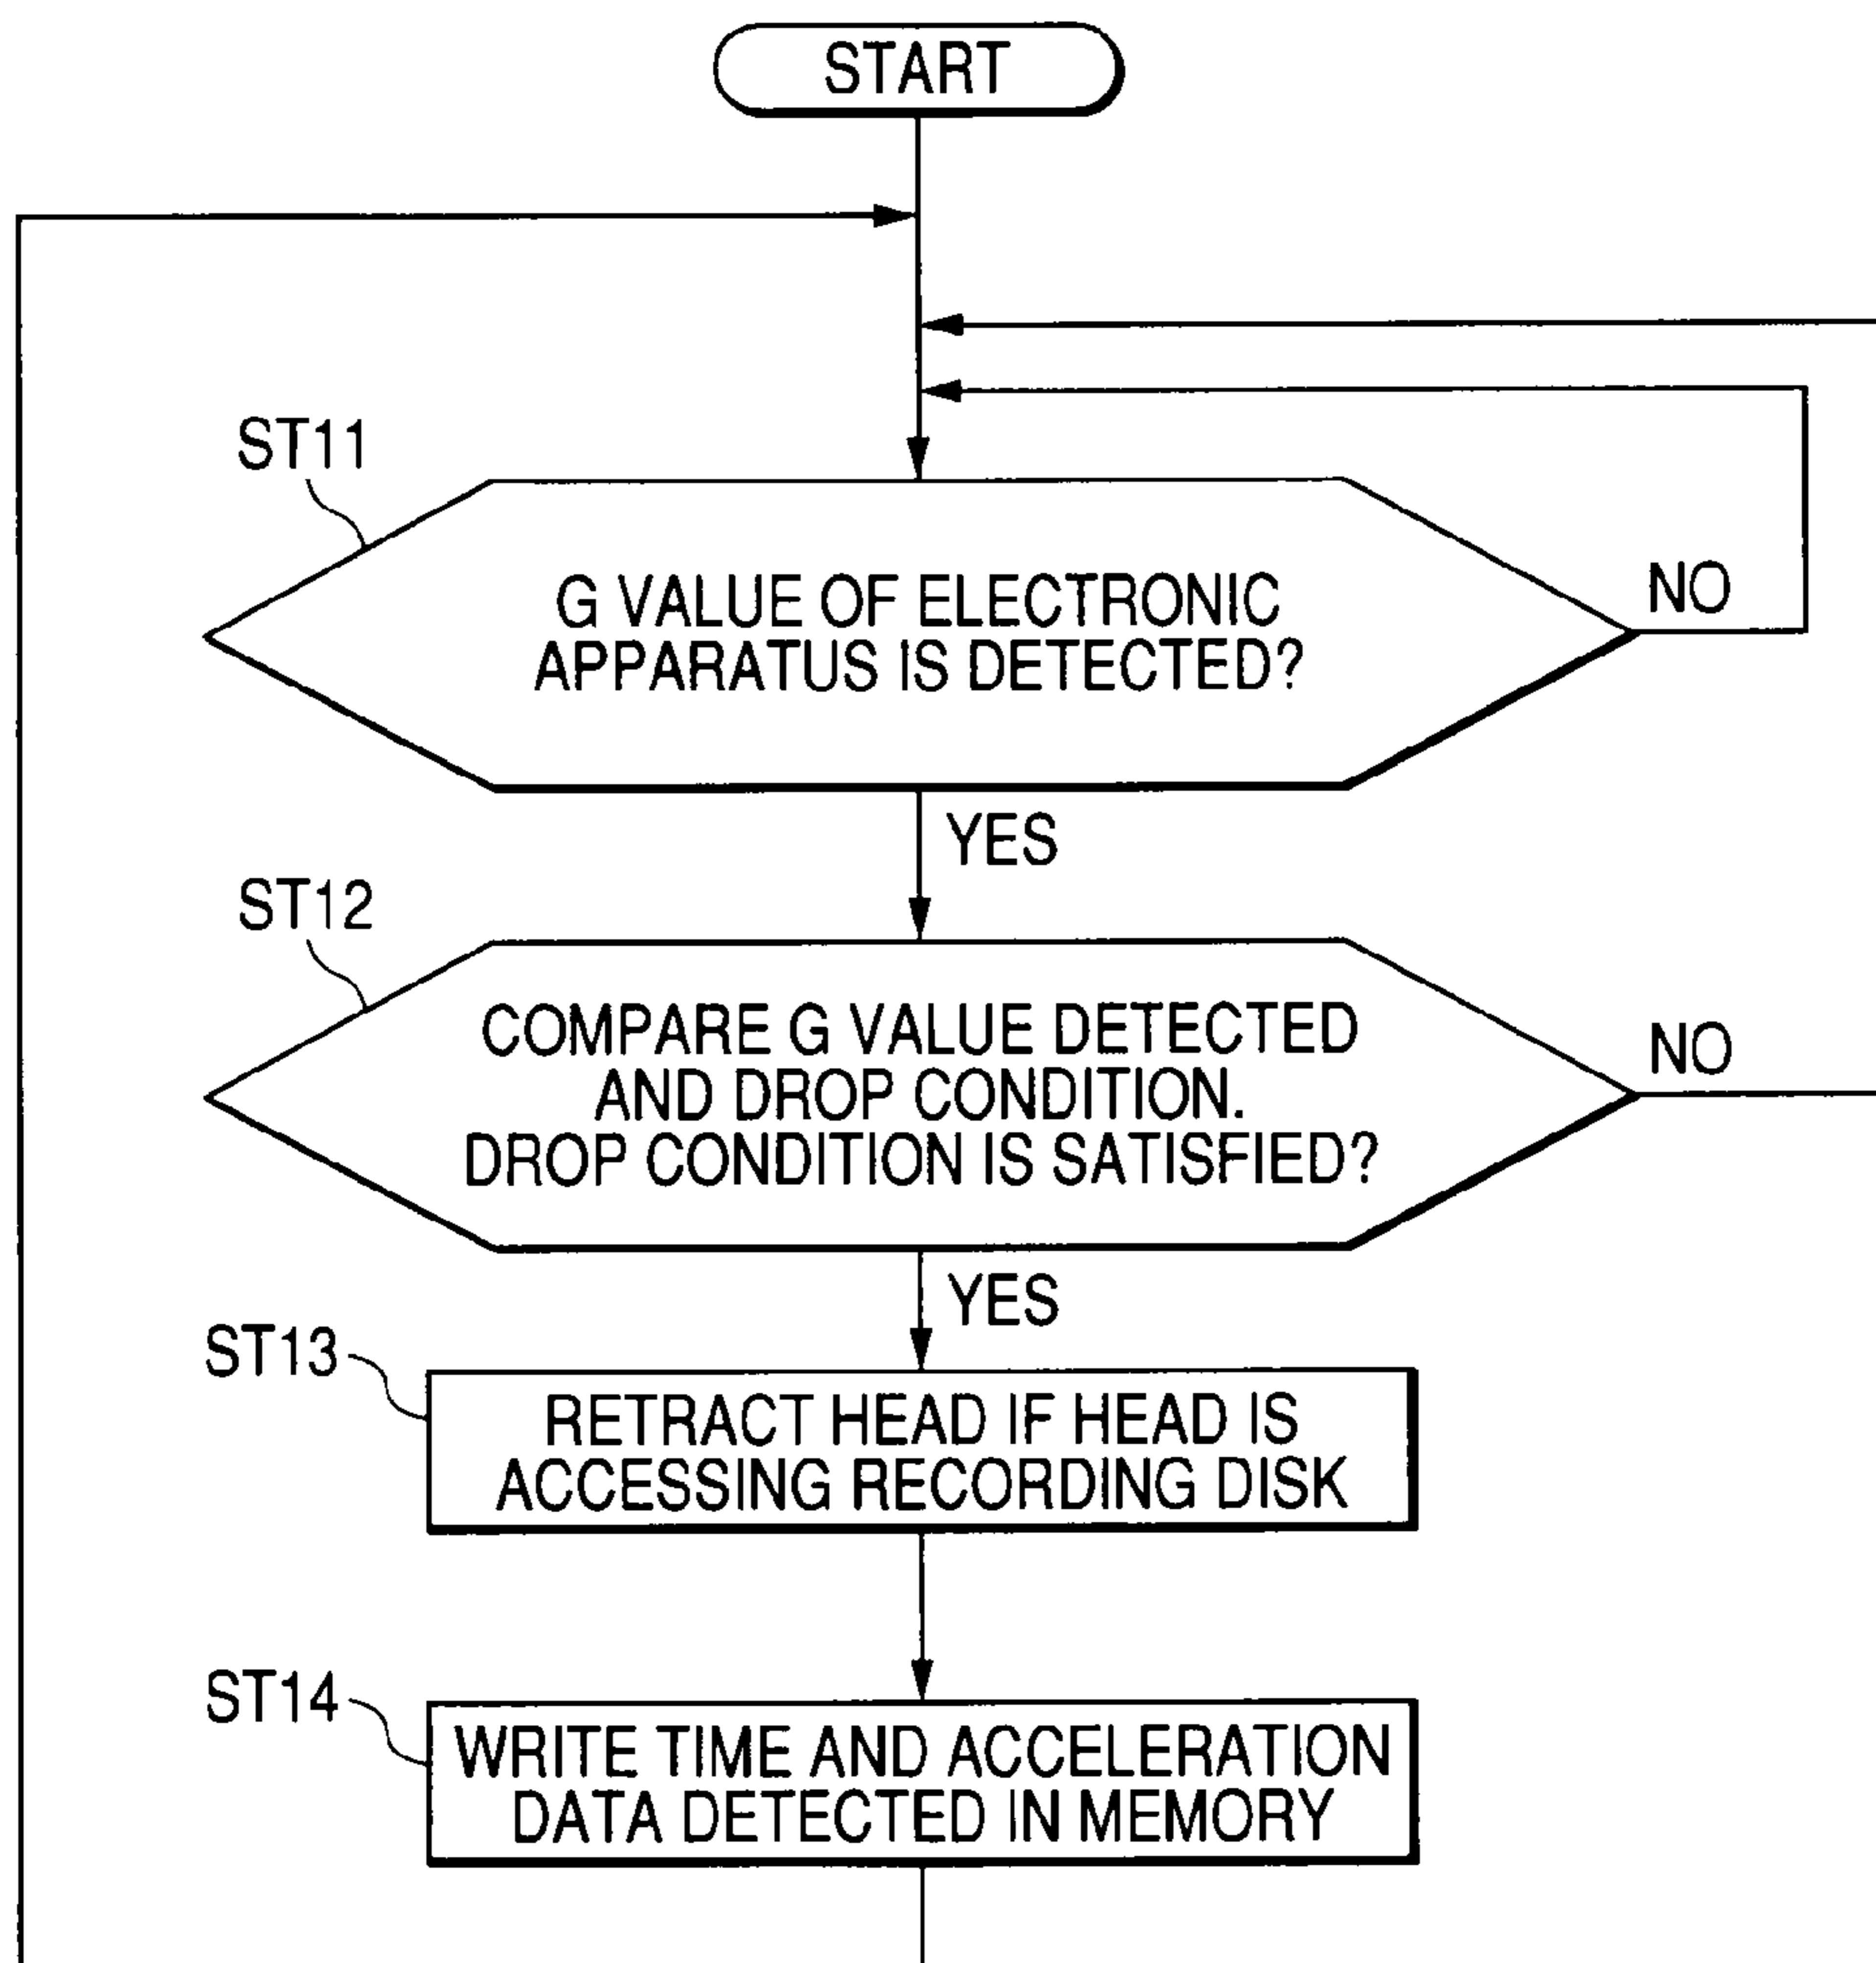 START
ST11
G VALUE OF ELECTRONIC
APPARATUS IS DETECTED?
NO
YES
ST12
COMPARE G VALUE DETECTED
AND DROP CONDITION.
DROP CONDITION IS SATISFIED?
NO
YES
ST13
RETRACT HEAD IF HEAD IS
ACCESSING RECORDING DISK
ST14
WRITE TIME AND ACCELERATION
DATA DETECTED IN MEMORY